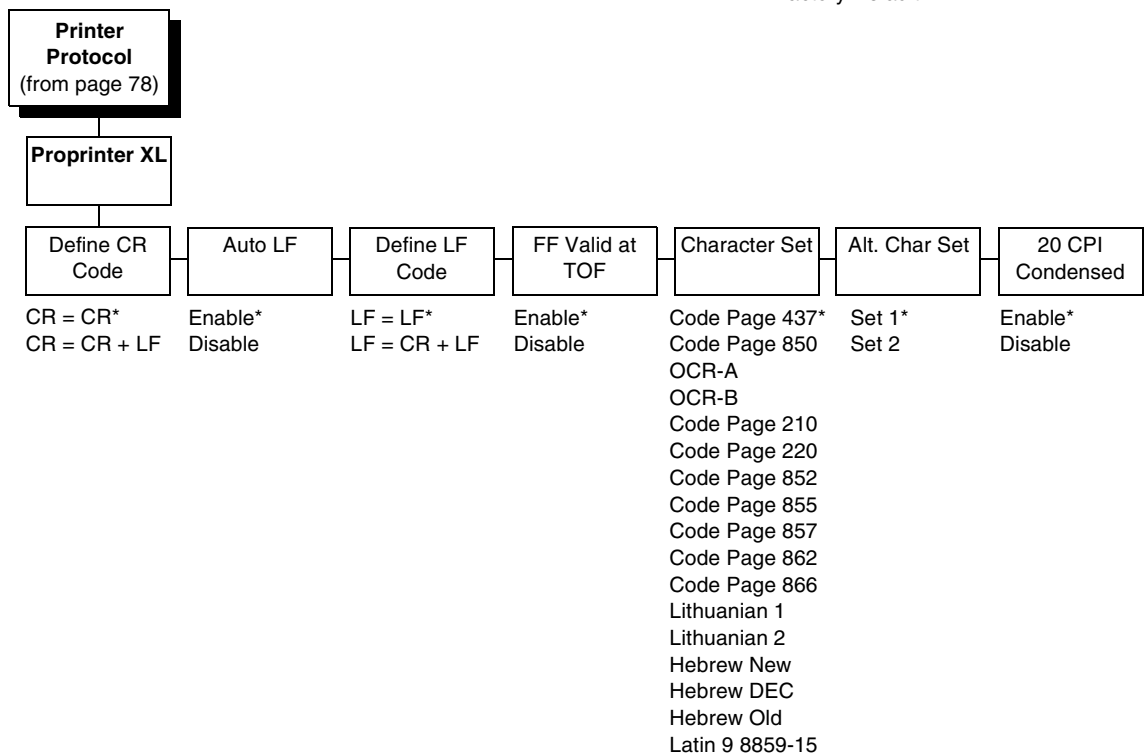 Printer
Protocol
(from page 78)
Proprinter XL
Define CR
Code
Auto LF
Define LF
Code
FF Valid at
TOF
Character Set
Alt. Char Set
20 CPI
Condensed
CR = CR*
CR = CR + LF
Enable*
Disable
LF = LF*
LF = CR + LF
Enable*
Disable
Code Page 437*
Code Page 850
OCR-A
OCR-B
Code Page 210
Code Page 220
Code Page 852
Code Page 855
Code Page 857
Code Page 862
Code Page 866
Lithuanian 1
Lithuanian 2
Hebrew New
Hebrew DEC
Hebrew Old
Latin 9 8859-15
Set 1*
Set 2
Enable*
Disable